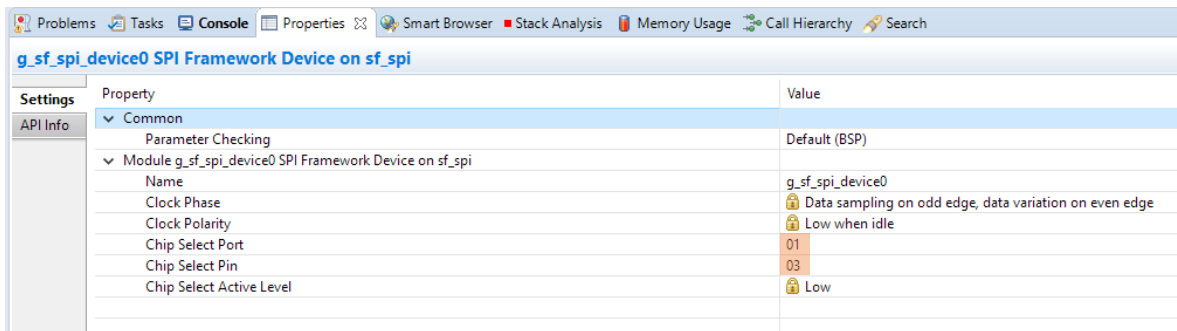 Problems Tasks Console Properties Smart Browser Stack Analysis Memory Usage Call Hierarchy Search
g_sf_spi_device0 SPI Framework Device on sf_spi
Settings Property Value
API Info Common
Parameter Checking Default (BSP)
Module g_sf_spi_device0 SPI Framework Device on sf_spi
Name g_sf_spi_device0
Clock Phase Data sampling on odd edge, data variation on even edge
Clock Polarity Low when idle
Chip Select Port 01
Chip Select Pin 03
Chip Select Active Level Low